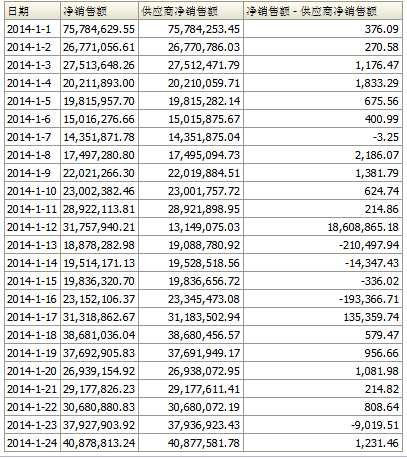 日期 净销售额 供应商净销售额 净销售额 - 供应商净销售额
2014-1-1 75,784,629.55 75,784,253.45 376.09
2014-1-2 26,771,056.61 26,770,786.03 270.58
2014-1-3 27,513,648.26 27,512,471.79 1,176.47
2014-1-4 20,211,893.00 20,210,059.71 1,833.29
2014-1-5 19,815,957.70 19,815,282.14 675.56
2014-1-6 15,016,276.66 15,015,875.67 400.99
2014-1-7 14,351,871.78 14,351,875.04 -3.25
2014-1-8 17,497,280.80 17,495,094.73 2,186.07
2014-1-9 22,021,266.30 22,019,884.51 1,381.79
2014-1-10 23,002,382.46 23,001,757.72 624.74
2014-1-11 28,922,113.81 28,921,898.95 214.86
2014-1-12 31,757,940.21 13,149,075.03 18,608,865.18
2014-1-13 18,878,282.98 19,088,780.92 -210,497.94
2014-1-14 19,514,171.13 19,528,518.56 -14,347.43
2014-1-15 19,836,320.70 19,836,656.72 -336.02
2014-1-16 23,152,106.37 23,345,473.08 -193,366.71
2014-1-17 31,318,862.67 31,183,502.94 135,359.74
2014-1-18 38,681,036.04 38,680,456.57 579.47
2014-1-19 37,692,905.83 37,691,949.17 956.66
2014-1-20 26,939,154.92 26,938,072.95 1,081.98
2014-1-21 29,177,826.23 29,177,611.41 214.82
2014-1-22 30,680,880.83 30,680,072.19 808.64
2014-1-23 37,927,903.92 37,936,923.43 -9,019.51
2014-1-24 40,878,813.24 40,877,581.78 1,231.46